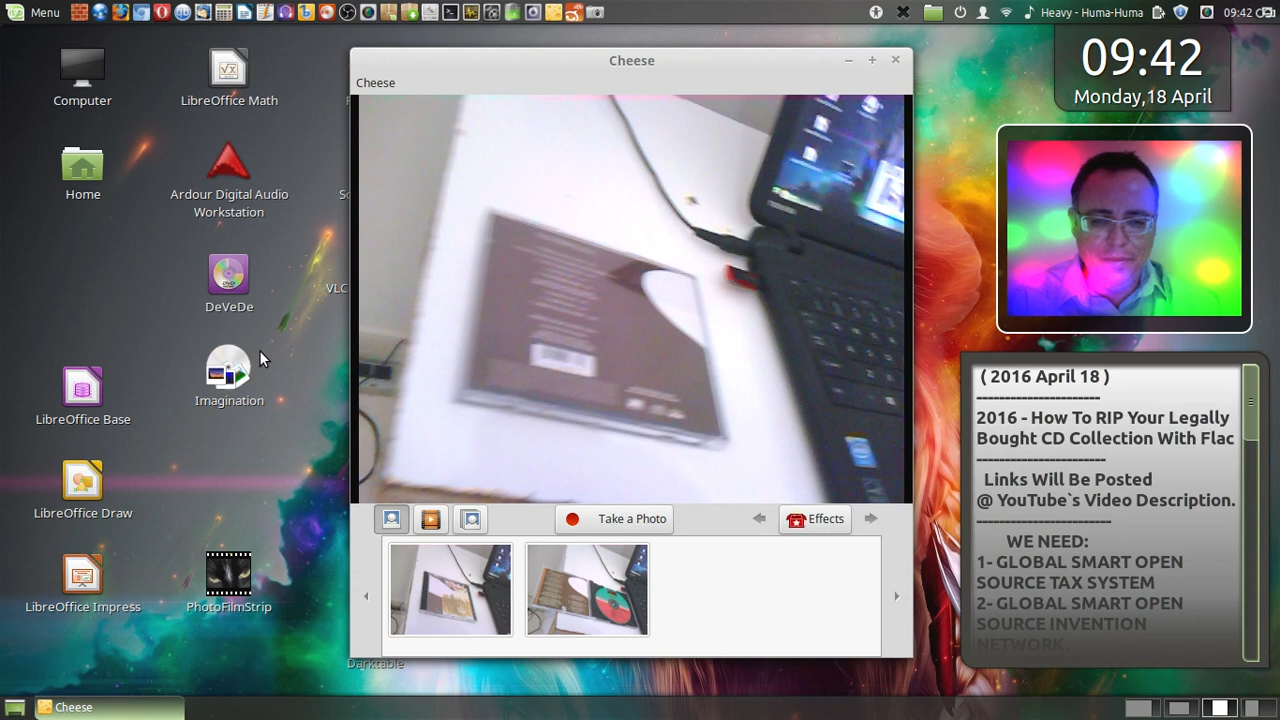 Menu
Heavy - Huma-Huma
09:42
Computer
LibreOffice Math
Home
Ardour Digital Audio
Workstation
DeVeDe
VLC
Imagination
LibreOffice Base
LibreOffice Draw
LibreOffice Impress
PhotoFilmStrip
Darktable
Cheese
Cheese
Take a Photo
Effects
09:42
Monday,18 April
( 2016 April 18 )
----------------------
2016 - How To RIP Your Legally
Bought CD Collection With Flac
-----------------------
Links Will Be Posted
@ YouTube`s Video Description.
------------------------
WE NEED:
1- GLOBAL SMART OPEN
SOURCE TAX SYSTEM
2- GLOBAL SMART OPEN
SOURCE INVENTION
NETWORK.
Cheese